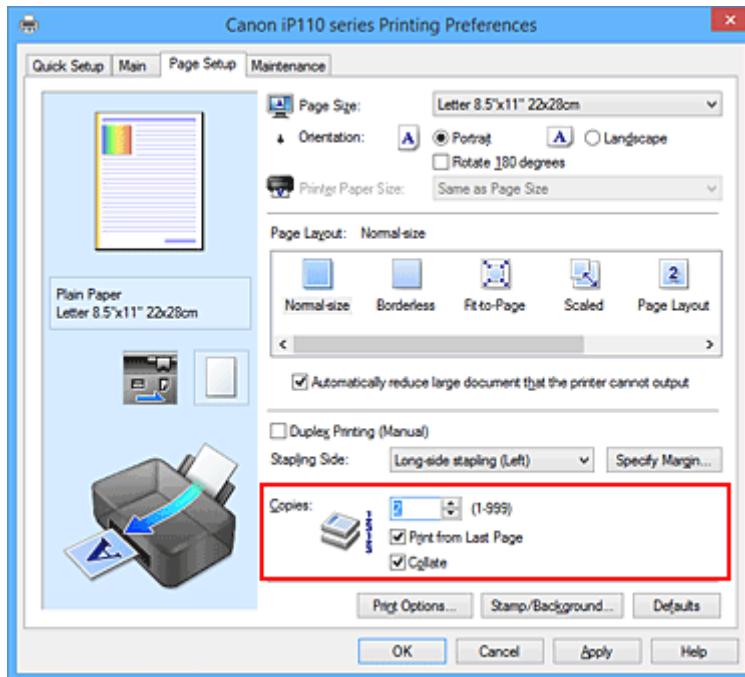 Canon iP110 series Printing Preferences
Quick Setup Main Page Setup Maintenance
Page Size: Letter 8.5"x11" 22x28cm
Orientation: A Portrait A Landscape
Rotate 180 degrees
Printer Paper Size: Same as Page Size
Page Layout: Normal-size
2
Normal-size Borderless Fit-to-Page Scaled Page Layout
Plain Paper
Letter 8.5"x11" 22x28cm
Automatically reduce large document that the printer cannot output
Duplex Printing (Manual)
Stapling Side: Long-side stapling (Left) Specify Margin...
Copies: 2 (1-999)
Print from Last Page
Collate
A
Print Options... Stamp/Background... Defaults
OK Cancel Apply Help